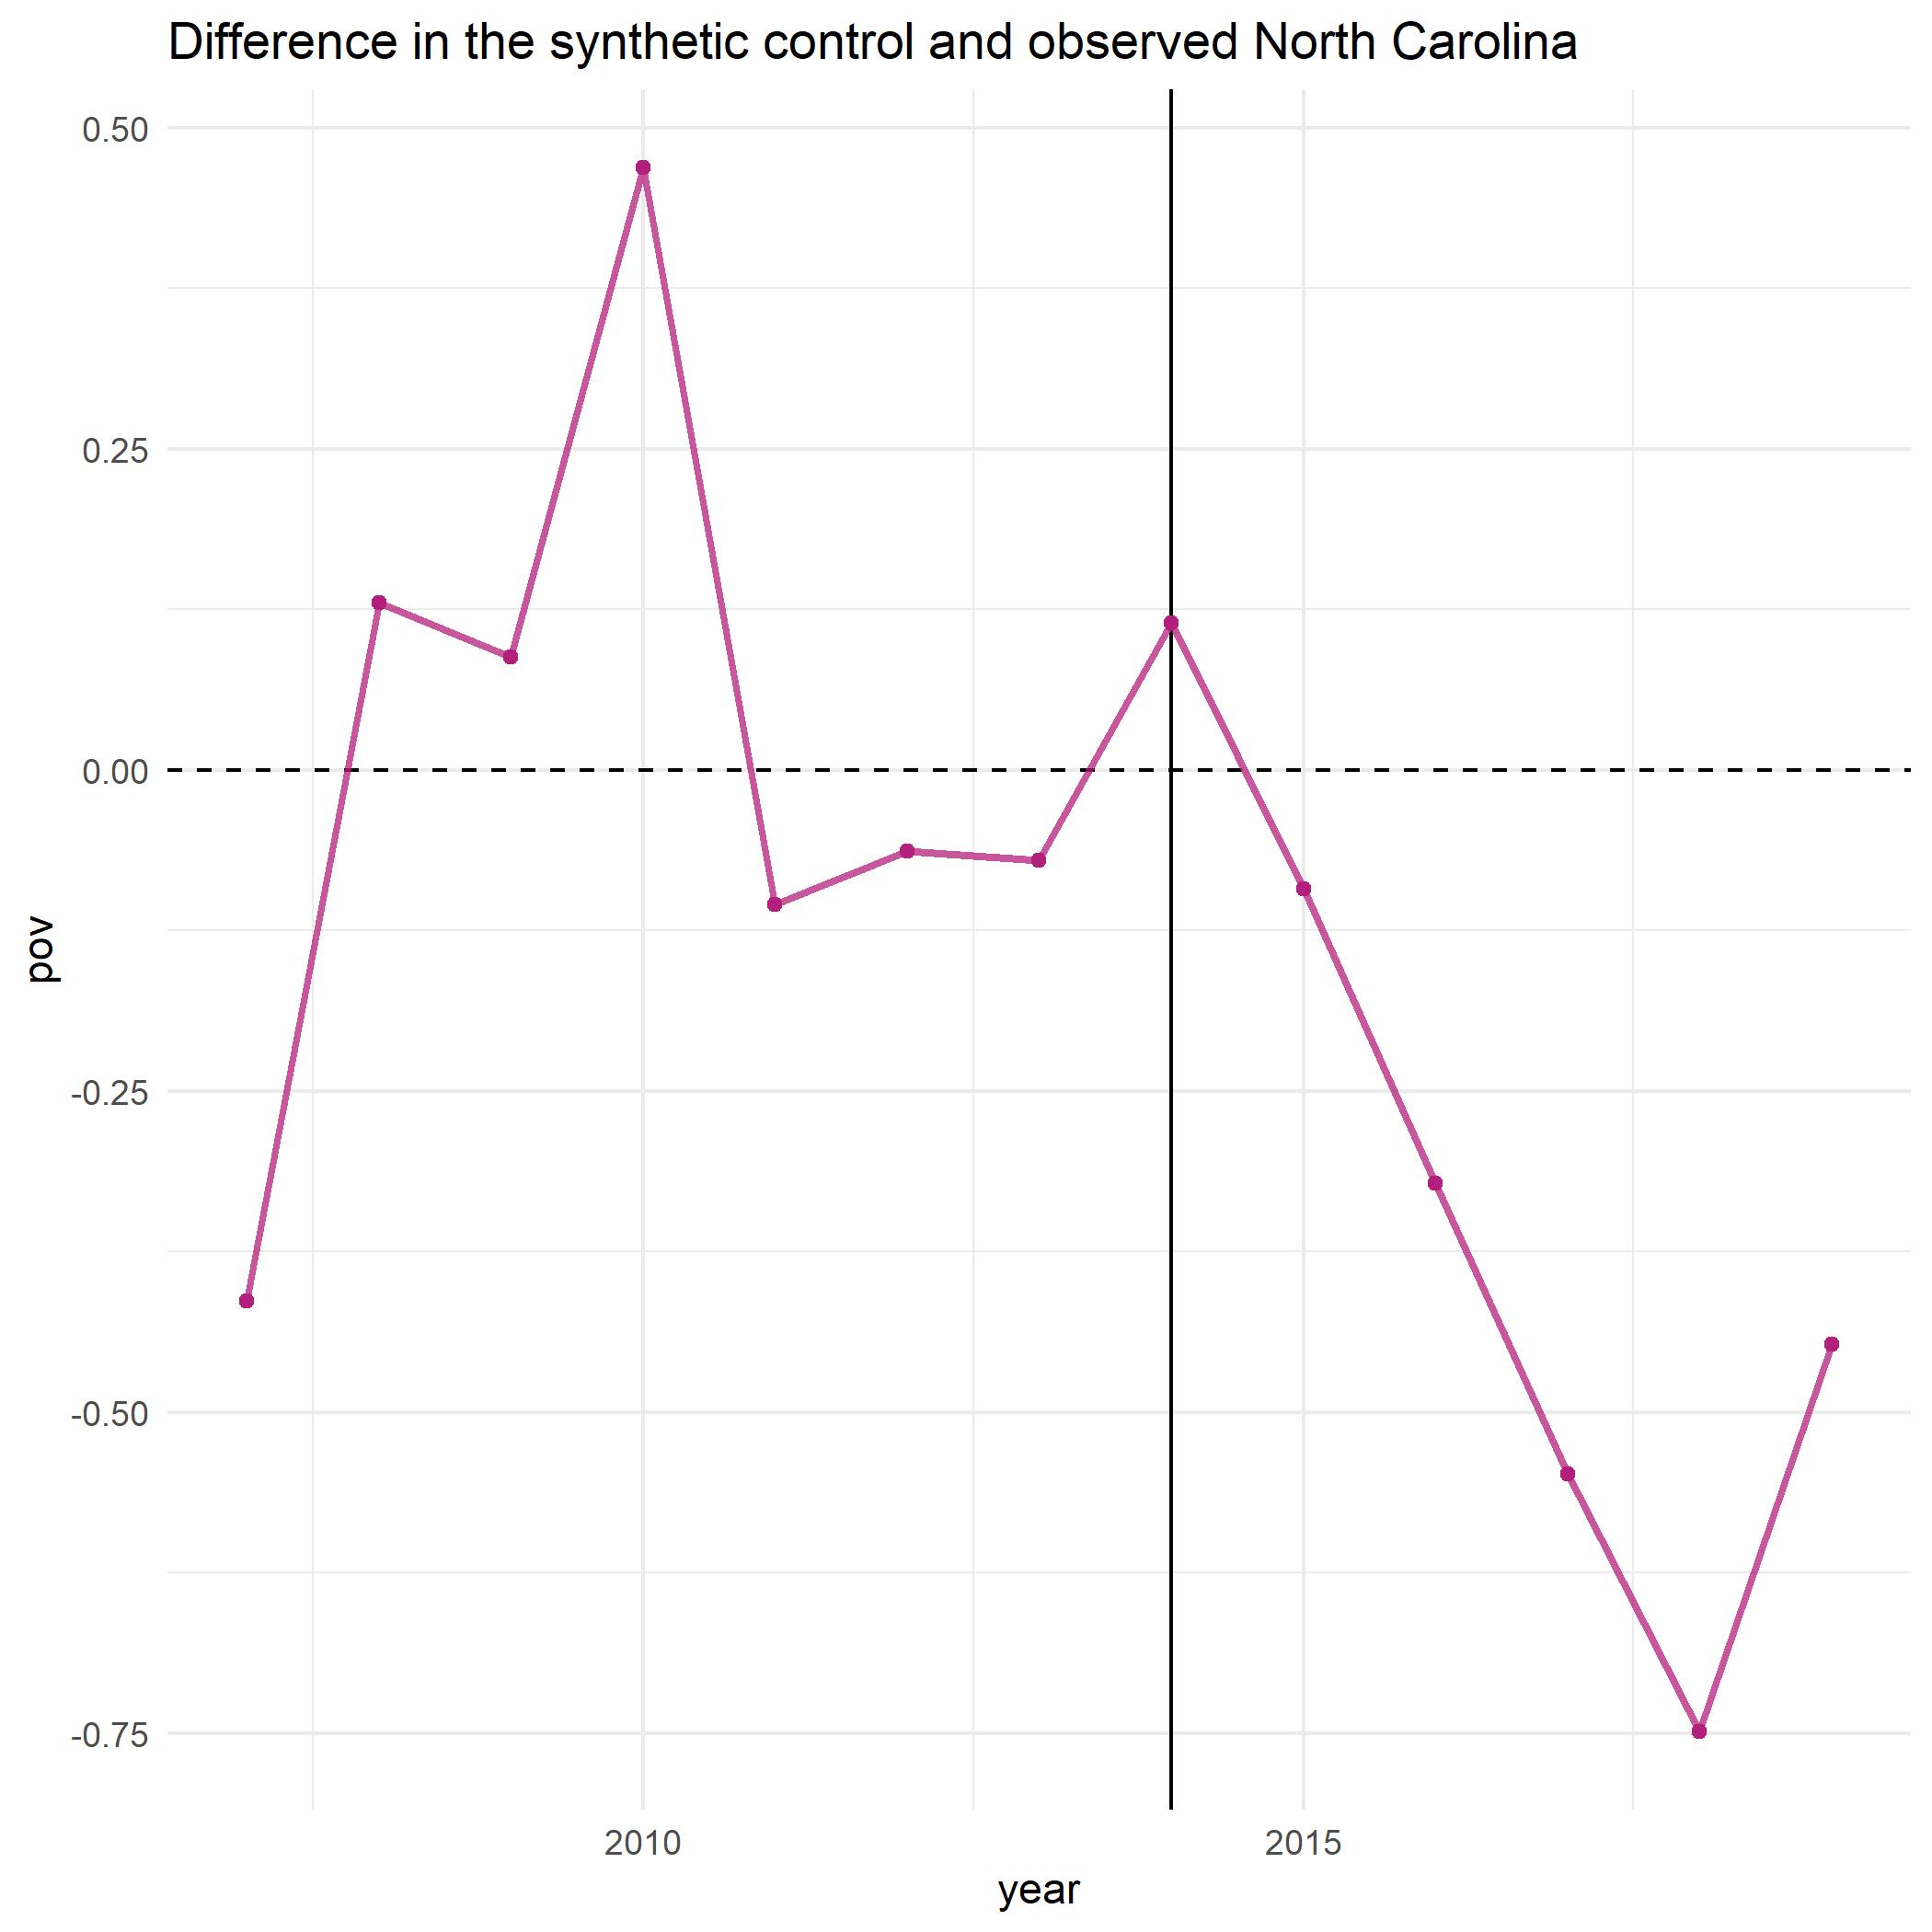 Difference in the synthetic control and observed North Carolina
0.50
0.25
0.00
-0.25
-0.50
-0.75
pov
2010
2015
year